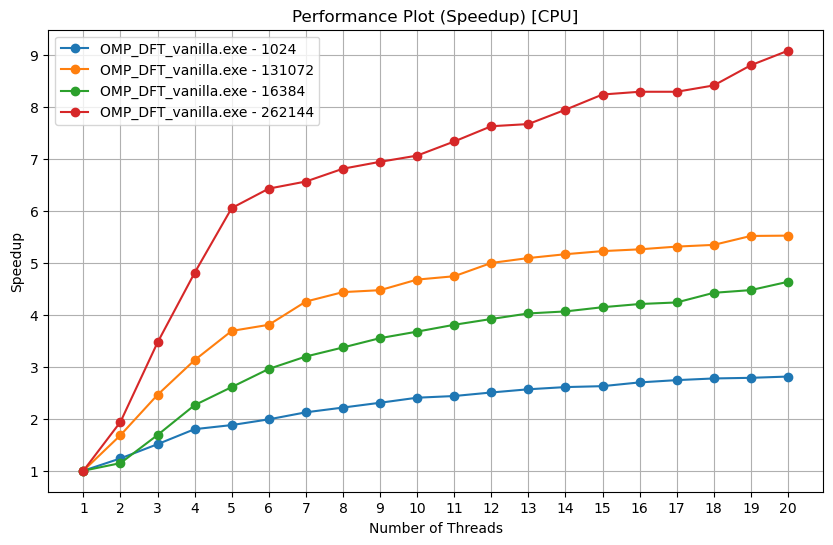 Performance Plot (Speedup) [CPU]
OMP_DFT_vanilla.exe - 1024
OMP_DFT_vanilla.exe - 131072
OMP_DFT_vanilla.exe - 16384
OMP_DFT_vanilla.exe - 262144
9
8
7
6
5
4
3
2
1
Speedup
1 2 3 4 5 6 7 8 9 10 11 12 13 14 15 16 17 18 19 20
Number of Threads